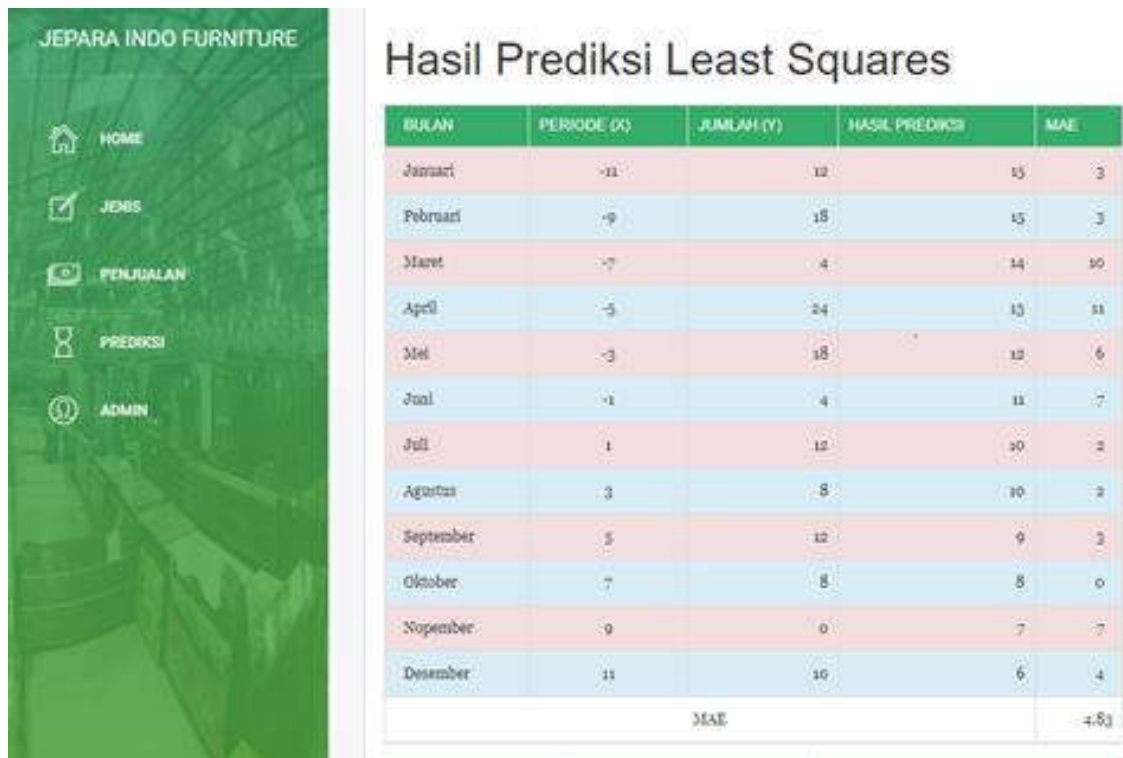 JEPARA INDO FURNITURE
HOME
JENIS
PENJUALAN
PREDIKSI
ADMIN
Hasil Prediksi Least Squares
BULAN PERIODE (X) JUMLAH (Y) HASIL PREDIKSI MAE
Januari -11 12 15 3
Pebruari -9 18 15 3
Maret -7 4 14 10
April -5 24 13 11
Mei -3 18 12 6
Juni -1 4 11 7
Juli 1 12 10 2
Agustus 3 8 10 2
September 5 12 9 3
Oktober 7 8 8 0
Nopember 9 0 7 7
Desember 11 10 6 4
MAE 4.83